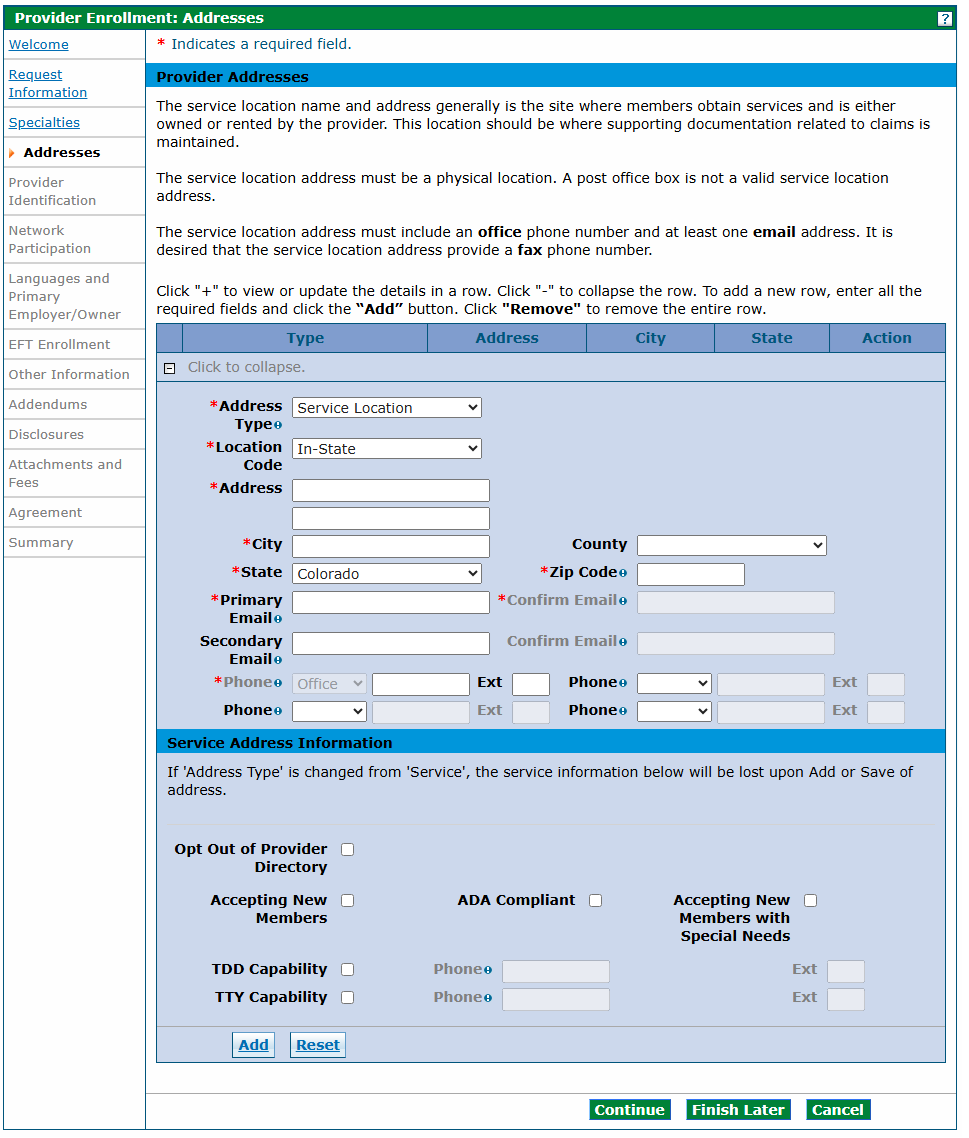 Provider Enrollment: Addresses
?
Welcome
Request
Information
Specialties
Addresses
Provider
Identification
Network
Participation
Languages and
Primary
Employer/Owner
EFT Enrollment
Other Information
Addendums
Disclosures
Attachments and
Fees
Agreement
Summary
* Indicates a required field.
Provider Addresses
The service location name and address generally is the site where members obtain services and is either
owned or rented by the provider. This location should be where supporting documentation related to claims is
maintained.
The service location address must be a physical location. A post office box is not a valid service location
address.
The service location address must include an office phone number and at least one email address. It is
desired that the service location address provide a fax phone number.
Click "+" to view or update the details in a row. Click "-" to collapse the row. To add a new row, enter all the
required fields and click the “Add” button. Click "Remove" to remove the entire row.
Type Address City State Action
Click to collapse.
*Address Service Location
Type
*Location In-State
Code
*Address
*City County
*State Colorado *Zip Code
*Primary *Confirm Email
Email
Secondary Confirm Email
Email
*Phone Office Ext Phone Ext
Phone Ext Phone Ext
Service Address Information
If 'Address Type' is changed from 'Service', the service information below will be lost upon Add or Save of
address.
Opt Out of Provider
Directory
Accepting New ADA Compliant Accepting New
Members Members with
Special Needs
TDD Capability Phone Ext
TTY Capability Phone Ext
Add Reset
Continue Finish Later Cancel